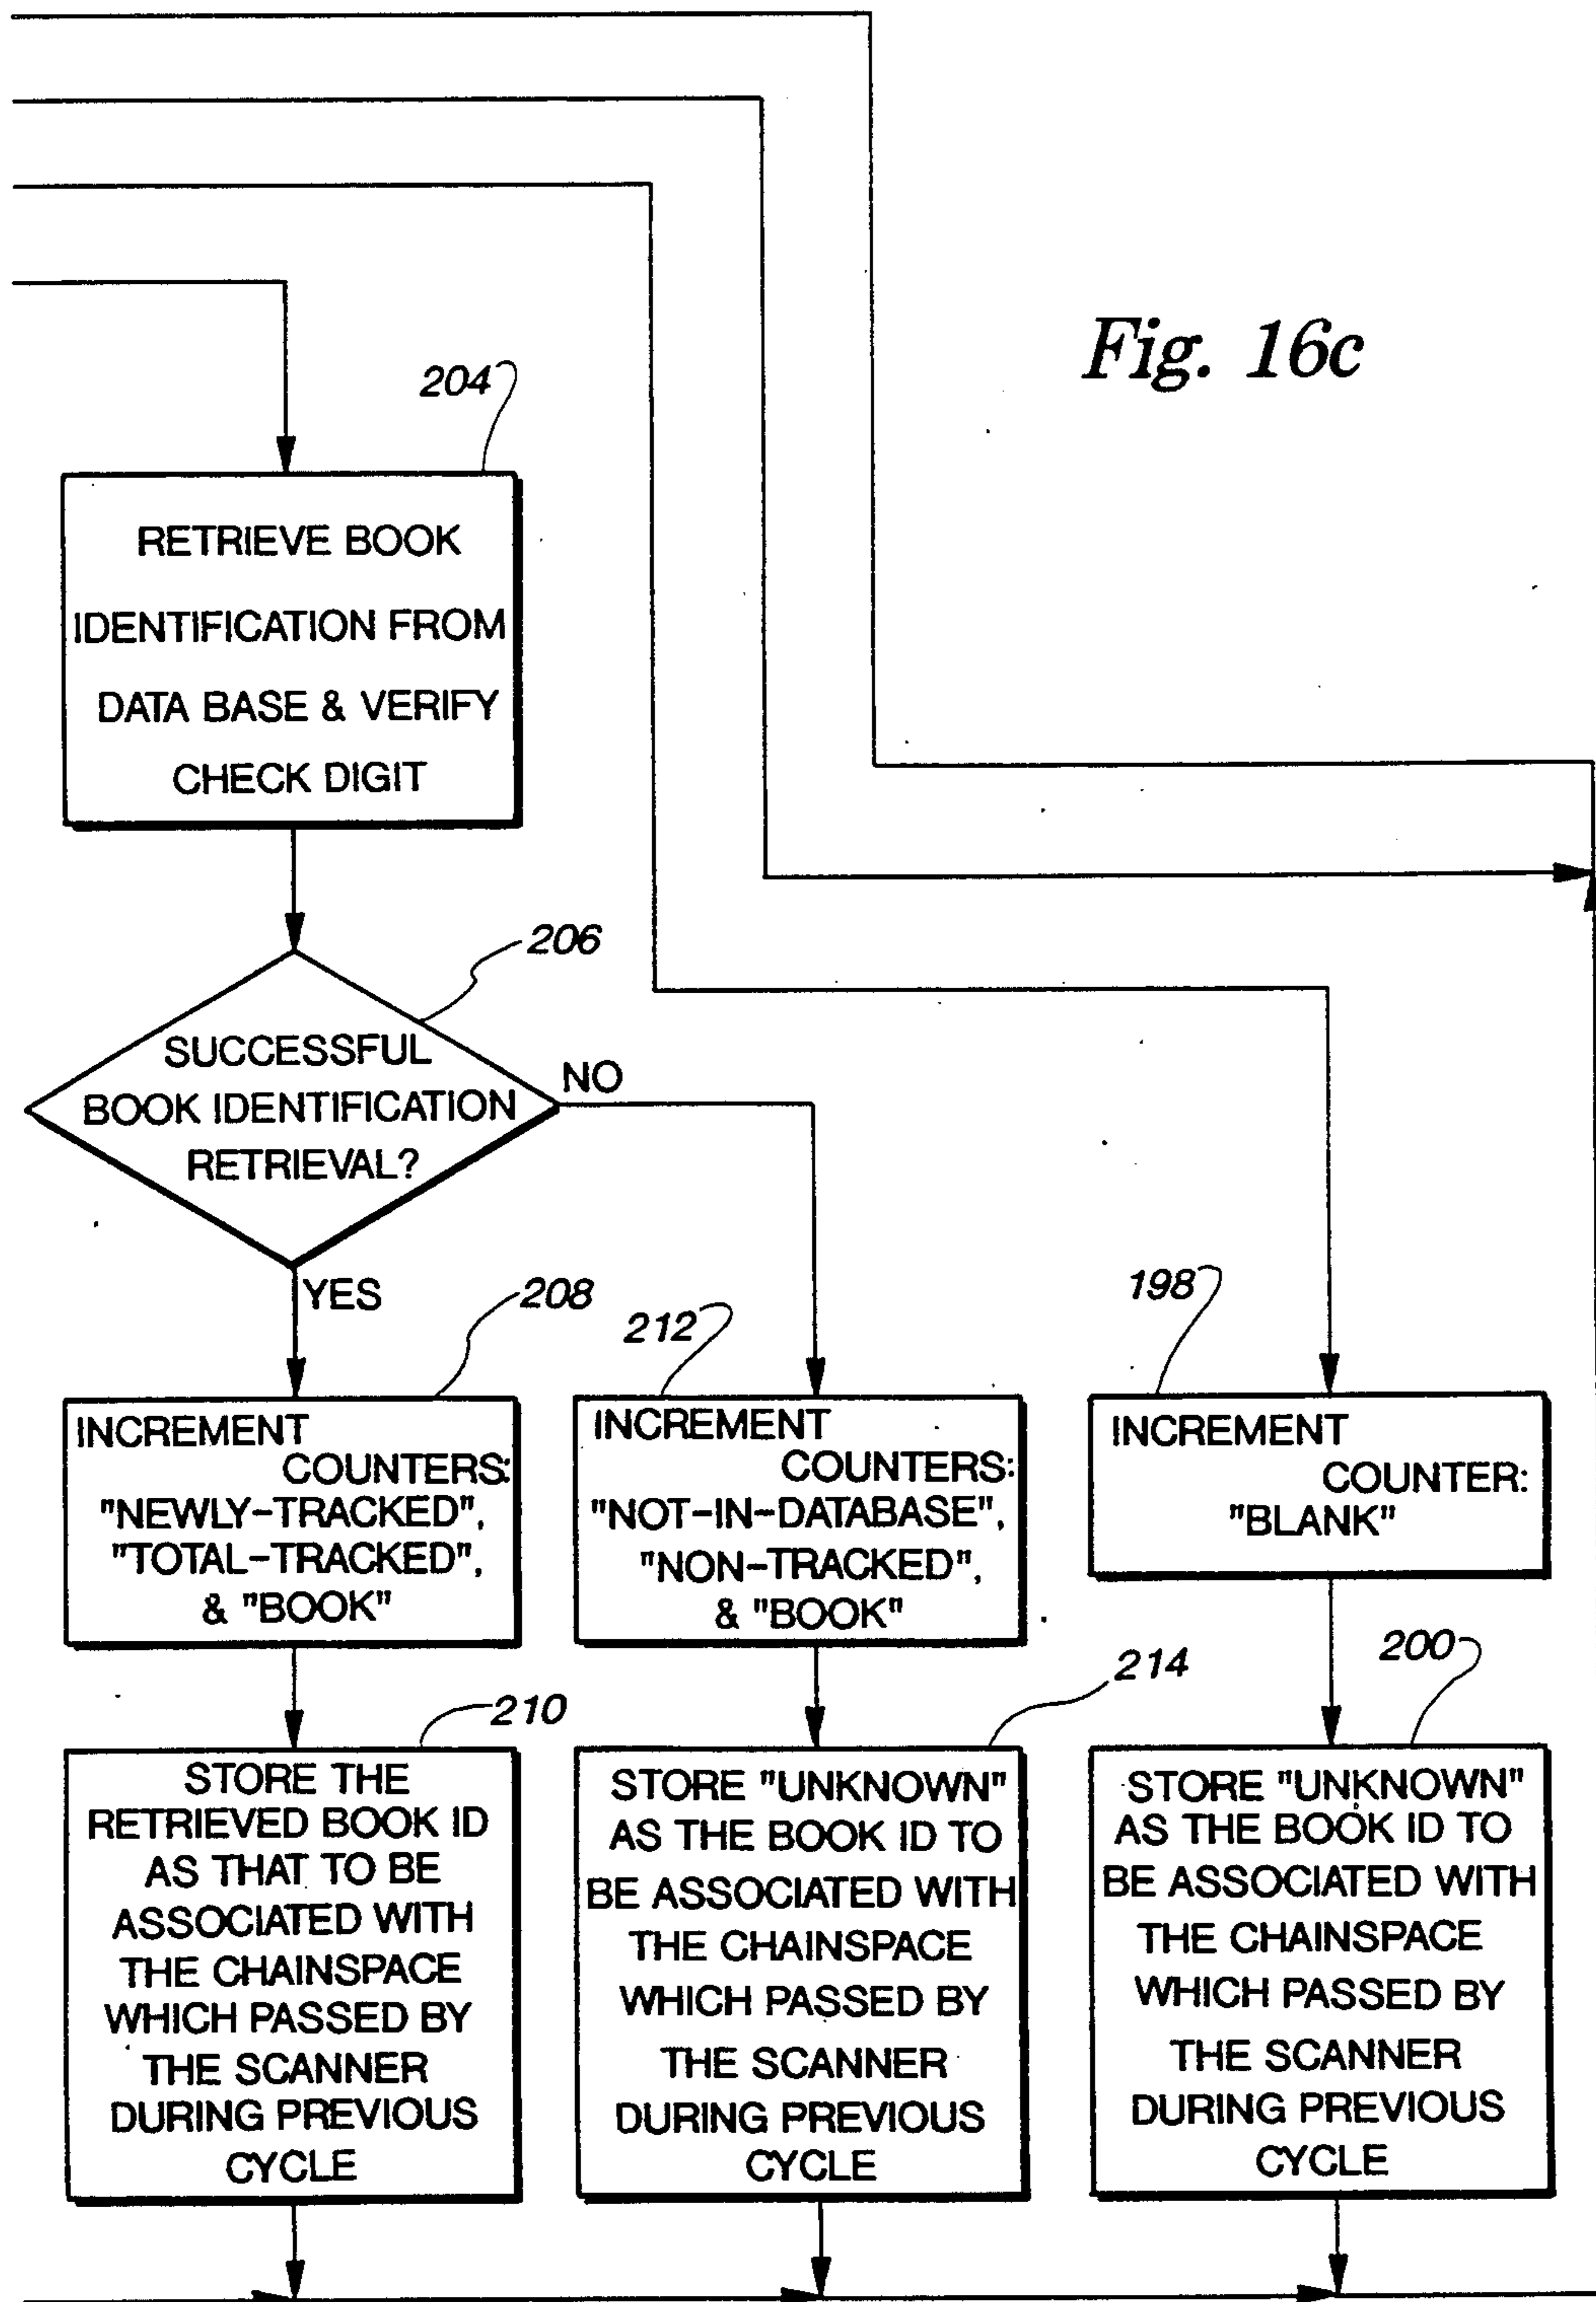 Fig. 16c
204
RETRIEVE BOOK
IDENTIFICATION FROM
DATA BASE & VERIFY
CHECK DIGIT
206
SUCCESSFUL
BOOK IDENTIFICATION
RETRIEVAL?
NO
YES
208
INCREMENT
COUNTERS:
"NEWLY-TRACKED",
"TOTAL-TRACKED",
& "BOOK"
210
STORE THE
RETRIEVED BOOK ID
AS THAT TO BE
ASSOCIATED WITH
THE CHAINSPACE
WHICH PASSED BY
THE SCANNER
DURING PREVIOUS
CYCLE
212
INCREMENT
COUNTERS:
"NOT-IN-DATABASE",
"NON-TRACKED",
& "BOOK"
214
STORE "UNKNOWN"
AS THE BOOK ID TO
BE ASSOCIATED WITH
THE CHAINSPACE
WHICH PASSED BY
THE SCANNER
DURING PREVIOUS
CYCLE
198
INCREMENT
COUNTER:
"BLANK"
200
STORE "UNKNOWN"
AS THE BOOK ID TO
BE ASSOCIATED WITH
THE CHAINSPACE
WHICH PASSED BY
THE SCANNER
DURING PREVIOUS
CYCLE